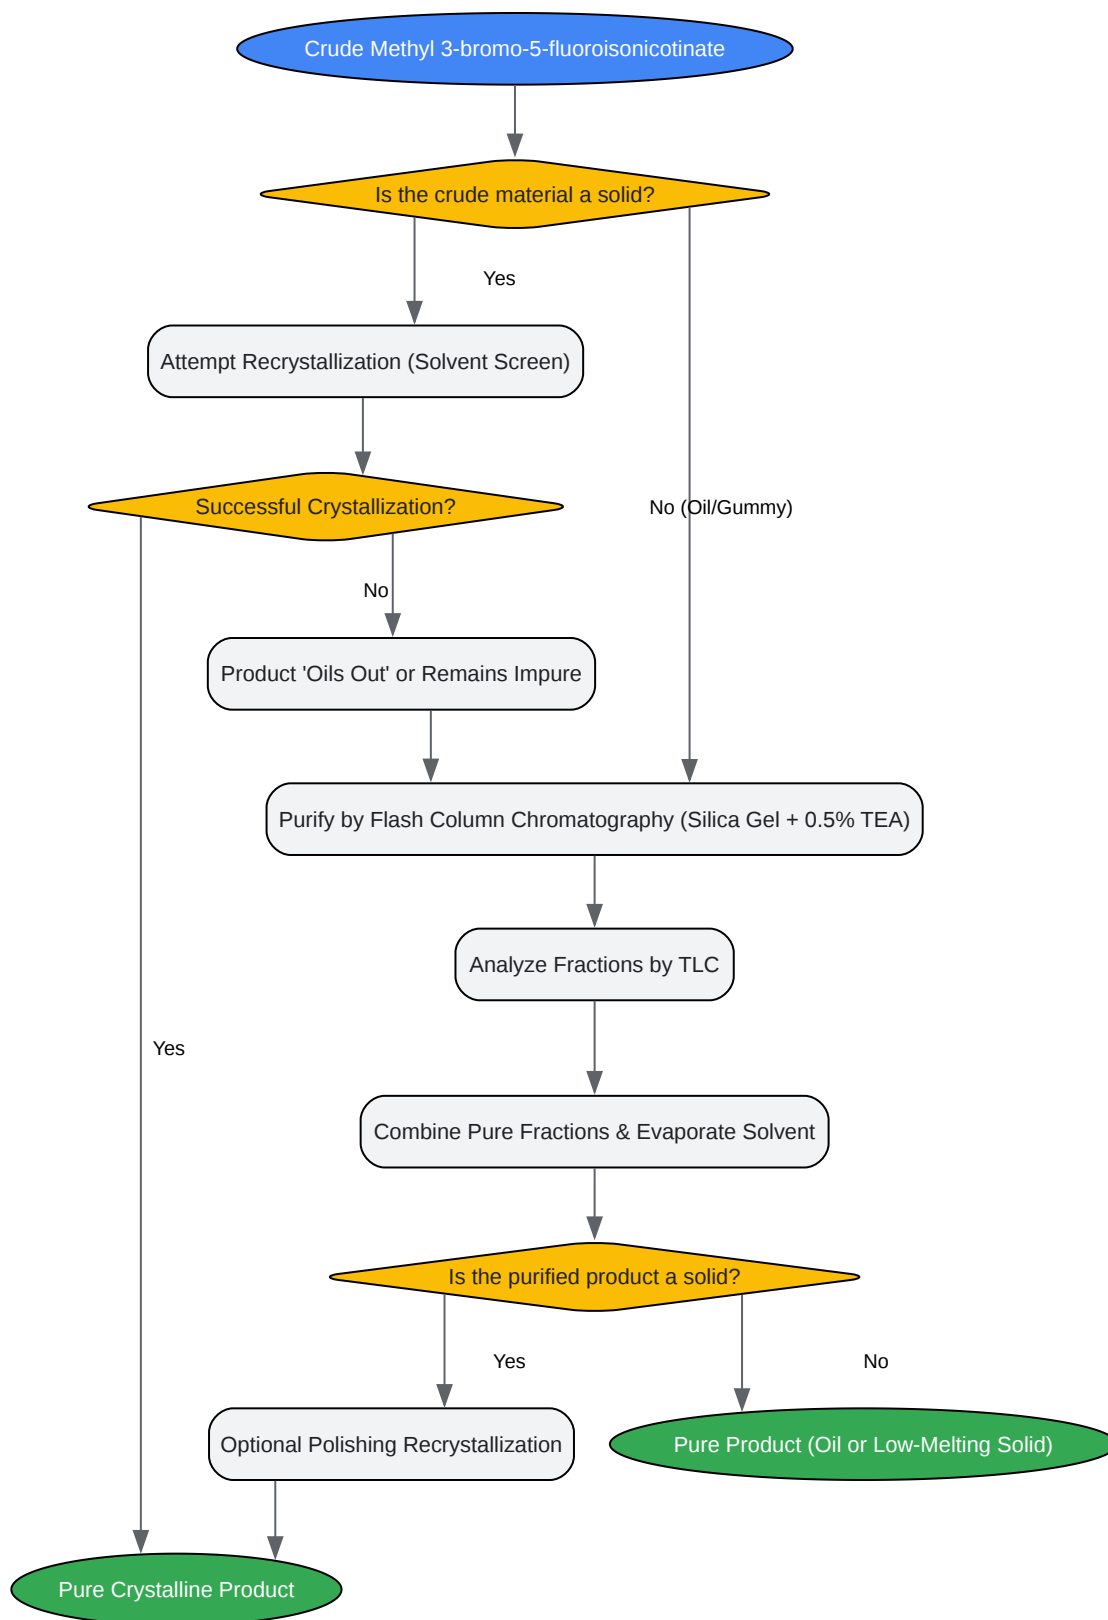 Crude Methyl 3-bromo-5-fluoroisonicotinate
Is the crude material a solid?
Yes
Attempt Recrystallization (Solvent Screen)
Successful Crystallization?
No (Oil/Gummy)
No
Product 'Oils Out' or Remains Impure
Purify by Flash Column Chromatography (Silica Gel + 0.5% TEA)
Analyze Fractions by TLC
Yes
Combine Pure Fractions & Evaporate Solvent
Is the purified product a solid?
Yes
No
Optional Polishing Recrystallization
Pure Product (Oil or Low-Melting Solid)
Pure Crystalline Product